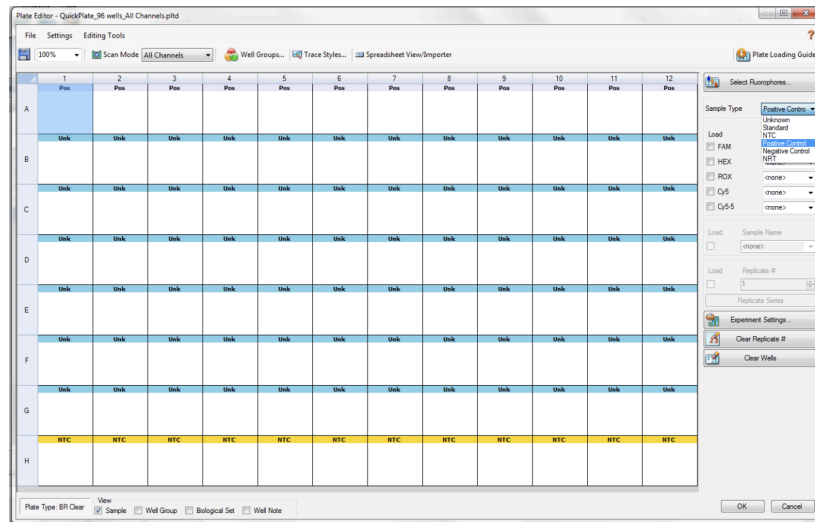 Plate Editor - QuickPlate_96 wells_All Channels.pltd
File Settings Editing Tools ?
100% Scan Mode All Channels Well Groups... Trace Styles... Spreadsheet View/Importer Plate Loading Guide
1 2 3 4 5 6 7 8 9 10 11 12
Pos Pos Pos Pos Pos Pos Pos Pos Pos Pos Pos Pos
A
Unk Unk Unk Unk Unk Unk Unk Unk Unk Unk Unk Unk
B
Unk Unk Unk Unk Unk Unk Unk Unk Unk Unk Unk Unk
C
Unk Unk Unk Unk Unk Unk Unk Unk Unk Unk Unk Unk
D
Unk Unk Unk Unk Unk Unk Unk Unk Unk Unk Unk Unk
E
Unk Unk Unk Unk Unk Unk Unk Unk Unk Unk Unk Unk
F
Unk Unk Unk Unk Unk Unk Unk Unk Unk Unk Unk Unk
G
NTC NTC NTC NTC NTC NTC NTC NTC NTC NTC NTC NTC
H
Select Fluorophores...
Sample Type Positive Contro
Unknown
Standard
NTC
Positive Control
Negative Control
NRT
Load
FAM
HEX
ROX <none>
Cy5 <none>
Cy5-5 <none>
Load Sample Name
<none>
Load Replicate #
1
Replicate Series
Experiment Settings...
Clear Replicate #
Clear Wells
Plate Type: BR Clear View
Sample Well Group Biological Set Well Note
OK Cancel